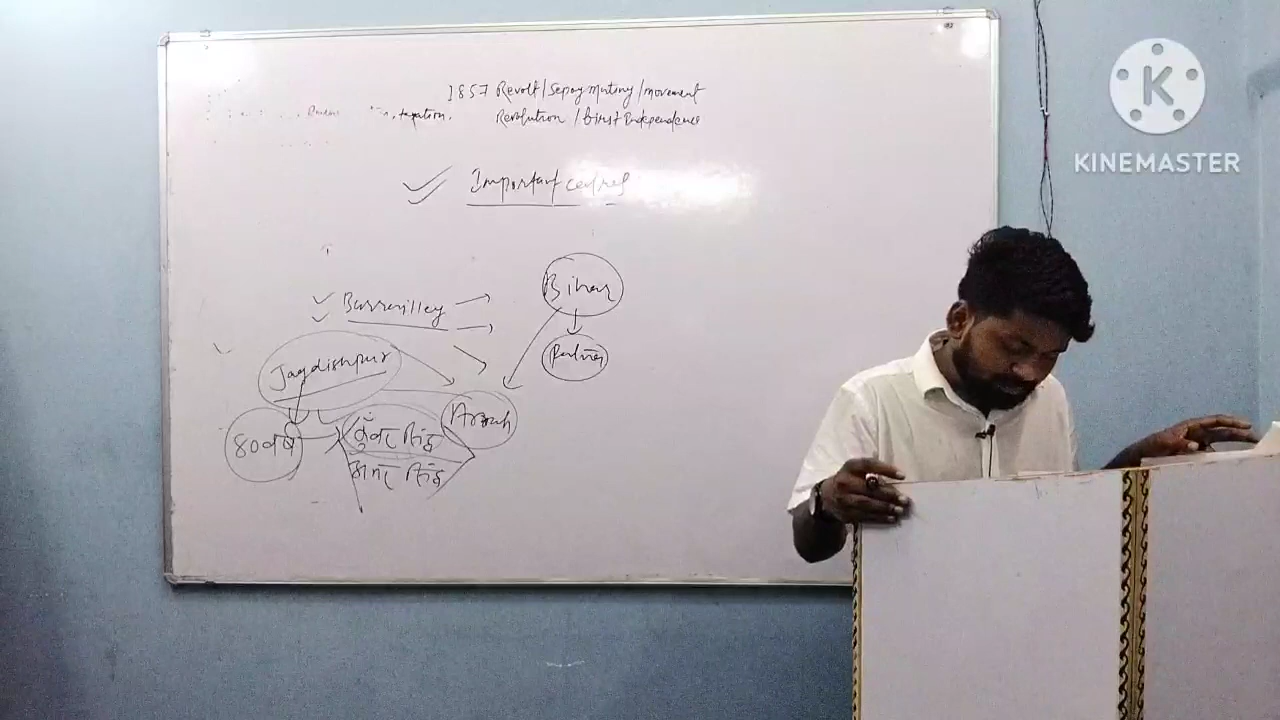 1857 Revolt/Sepoy mutiny/movement
Revolution / first Independence
taxation.
KINEMASTER
Important centres
Bihar
Barreilley
Patna
Jagdishpur
Arrah
80 वर्ष
कुँवर सिंह
अमर सिंह